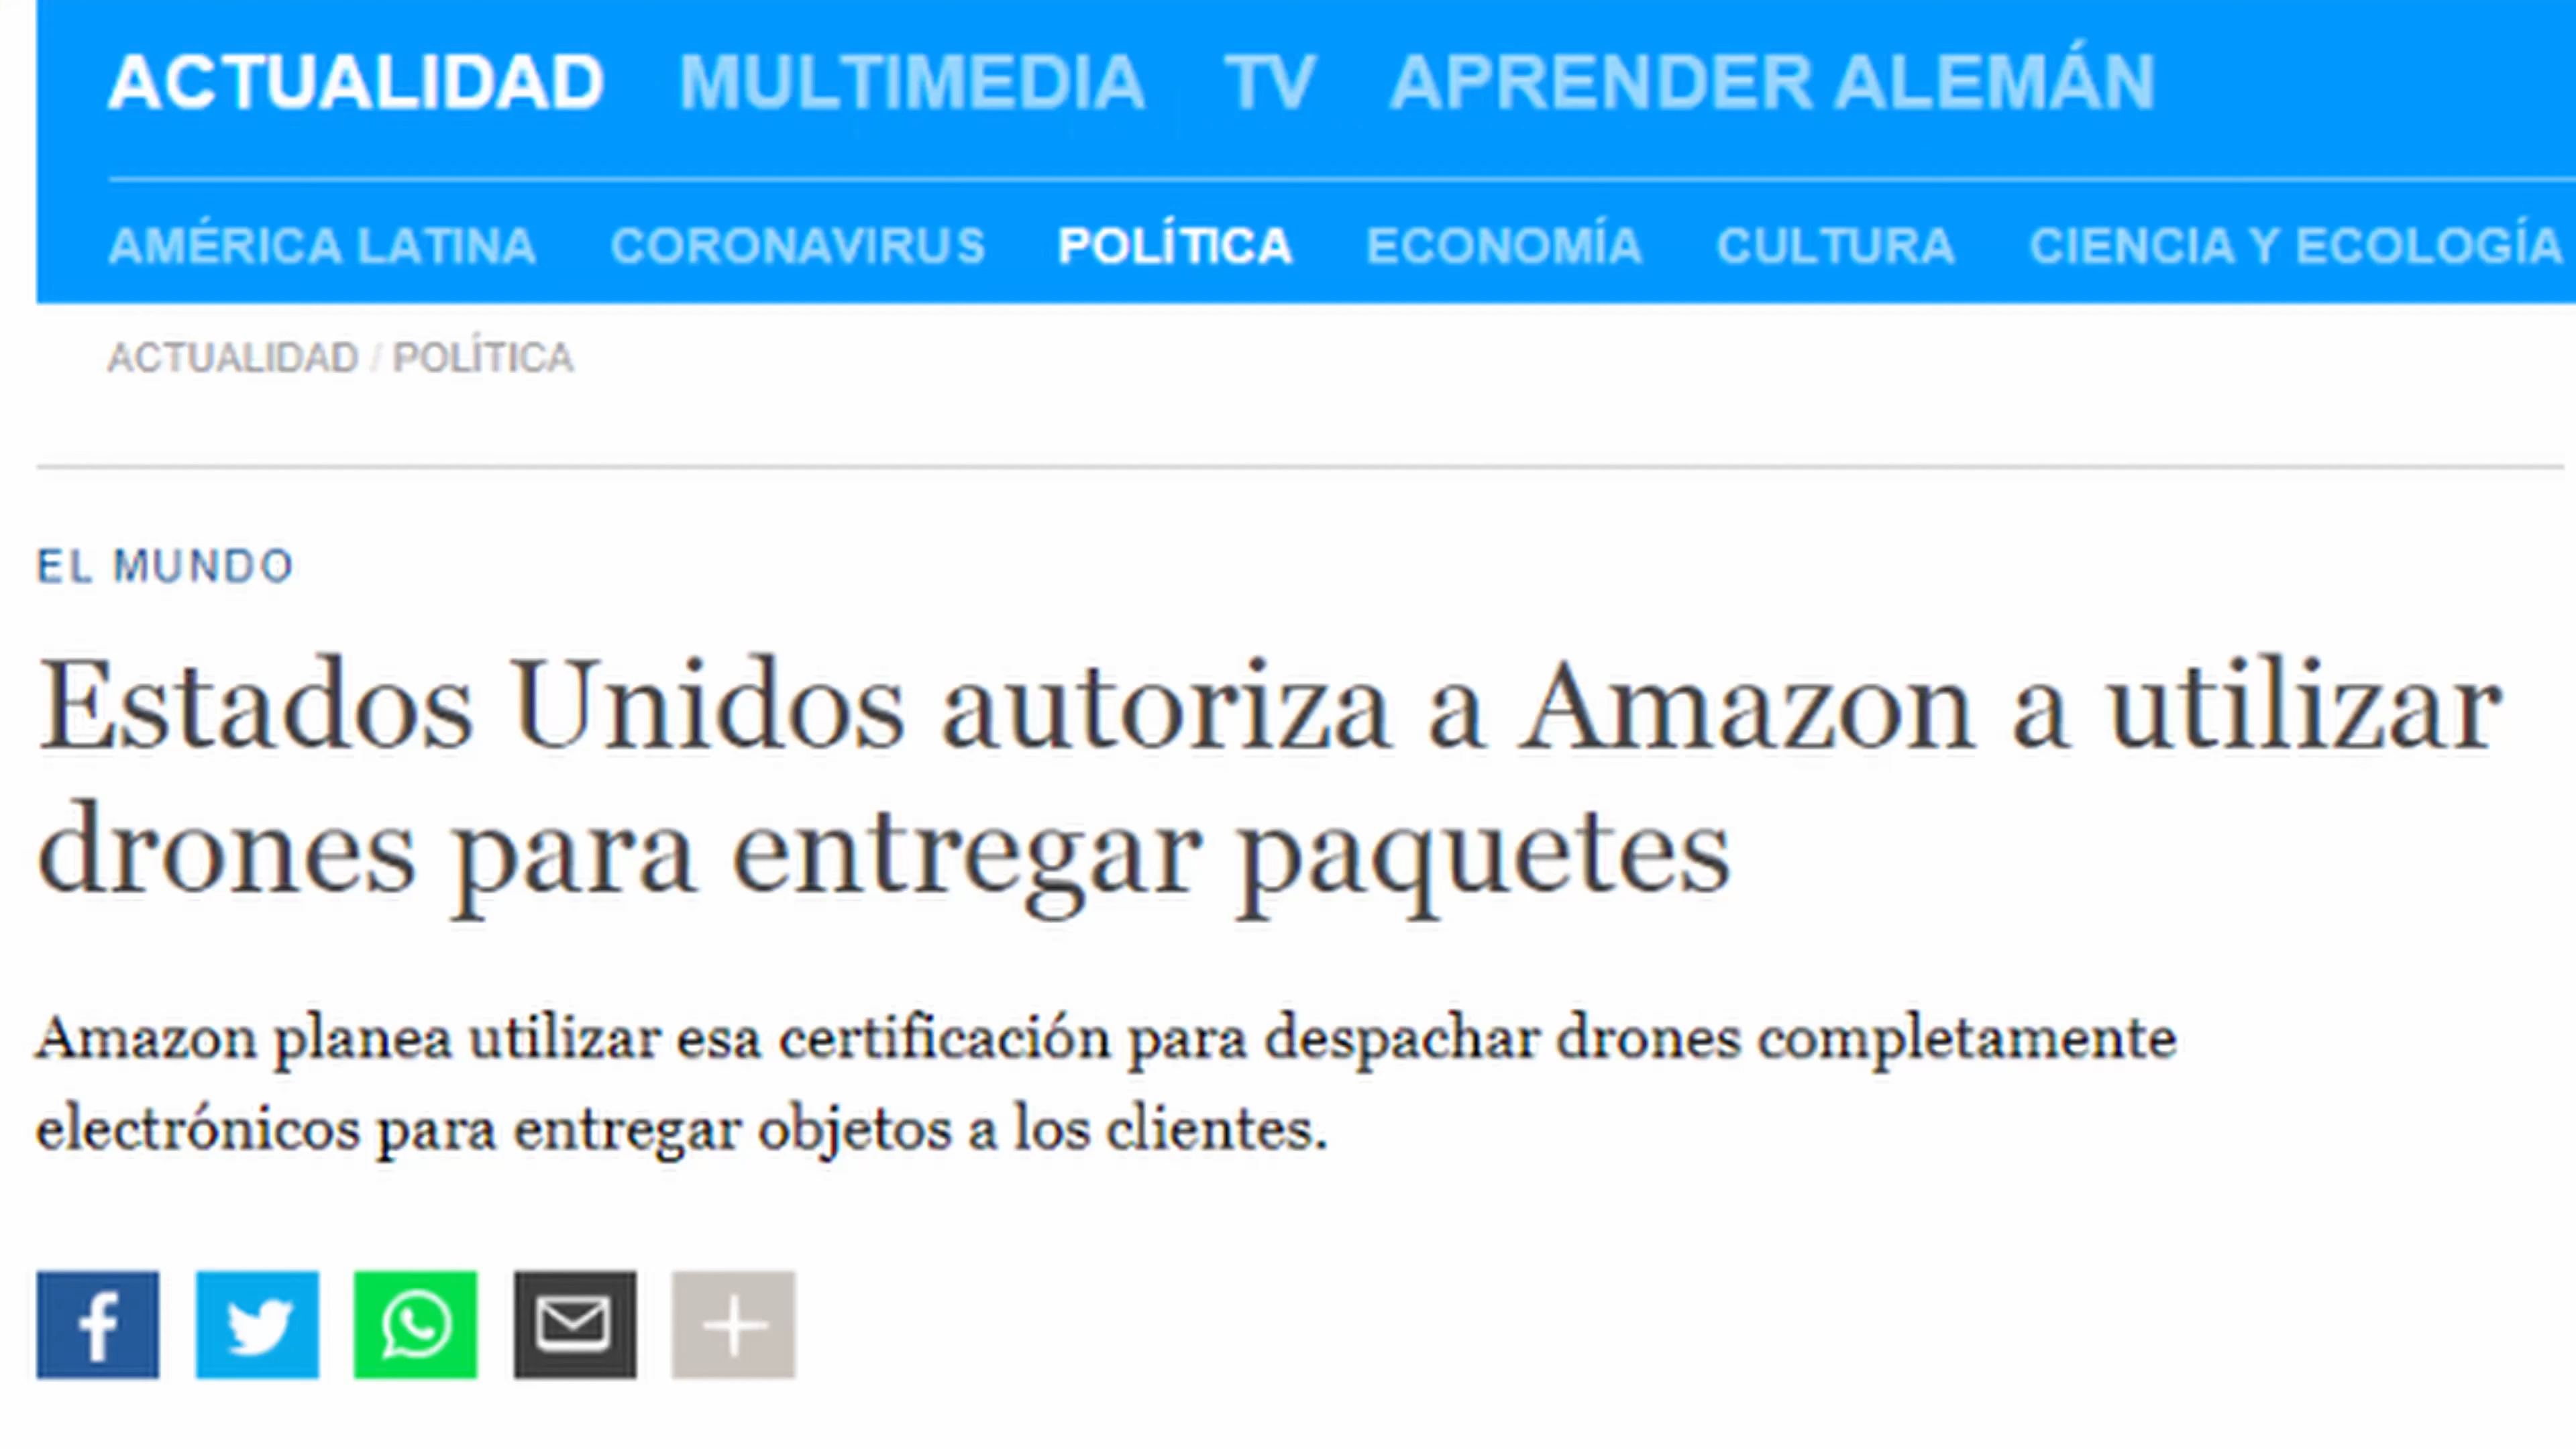 ACTUALIDAD MULTIMEDIA TV APRENDER ALEMÁN
AMÉRICA LATINA CORONAVIRUS POLÍTICA ECONOMÍA CULTURA CIENCIA Y ECOLOGÍA
ACTUALIDAD / POLÍTICA
EL MUNDO
Estados Unidos autoriza a Amazon a utilizar
drones para entregar paquetes
Amazon planea utilizar esa certificación para despachar drones completamente
electrónicos para entregar objetos a los clientes.